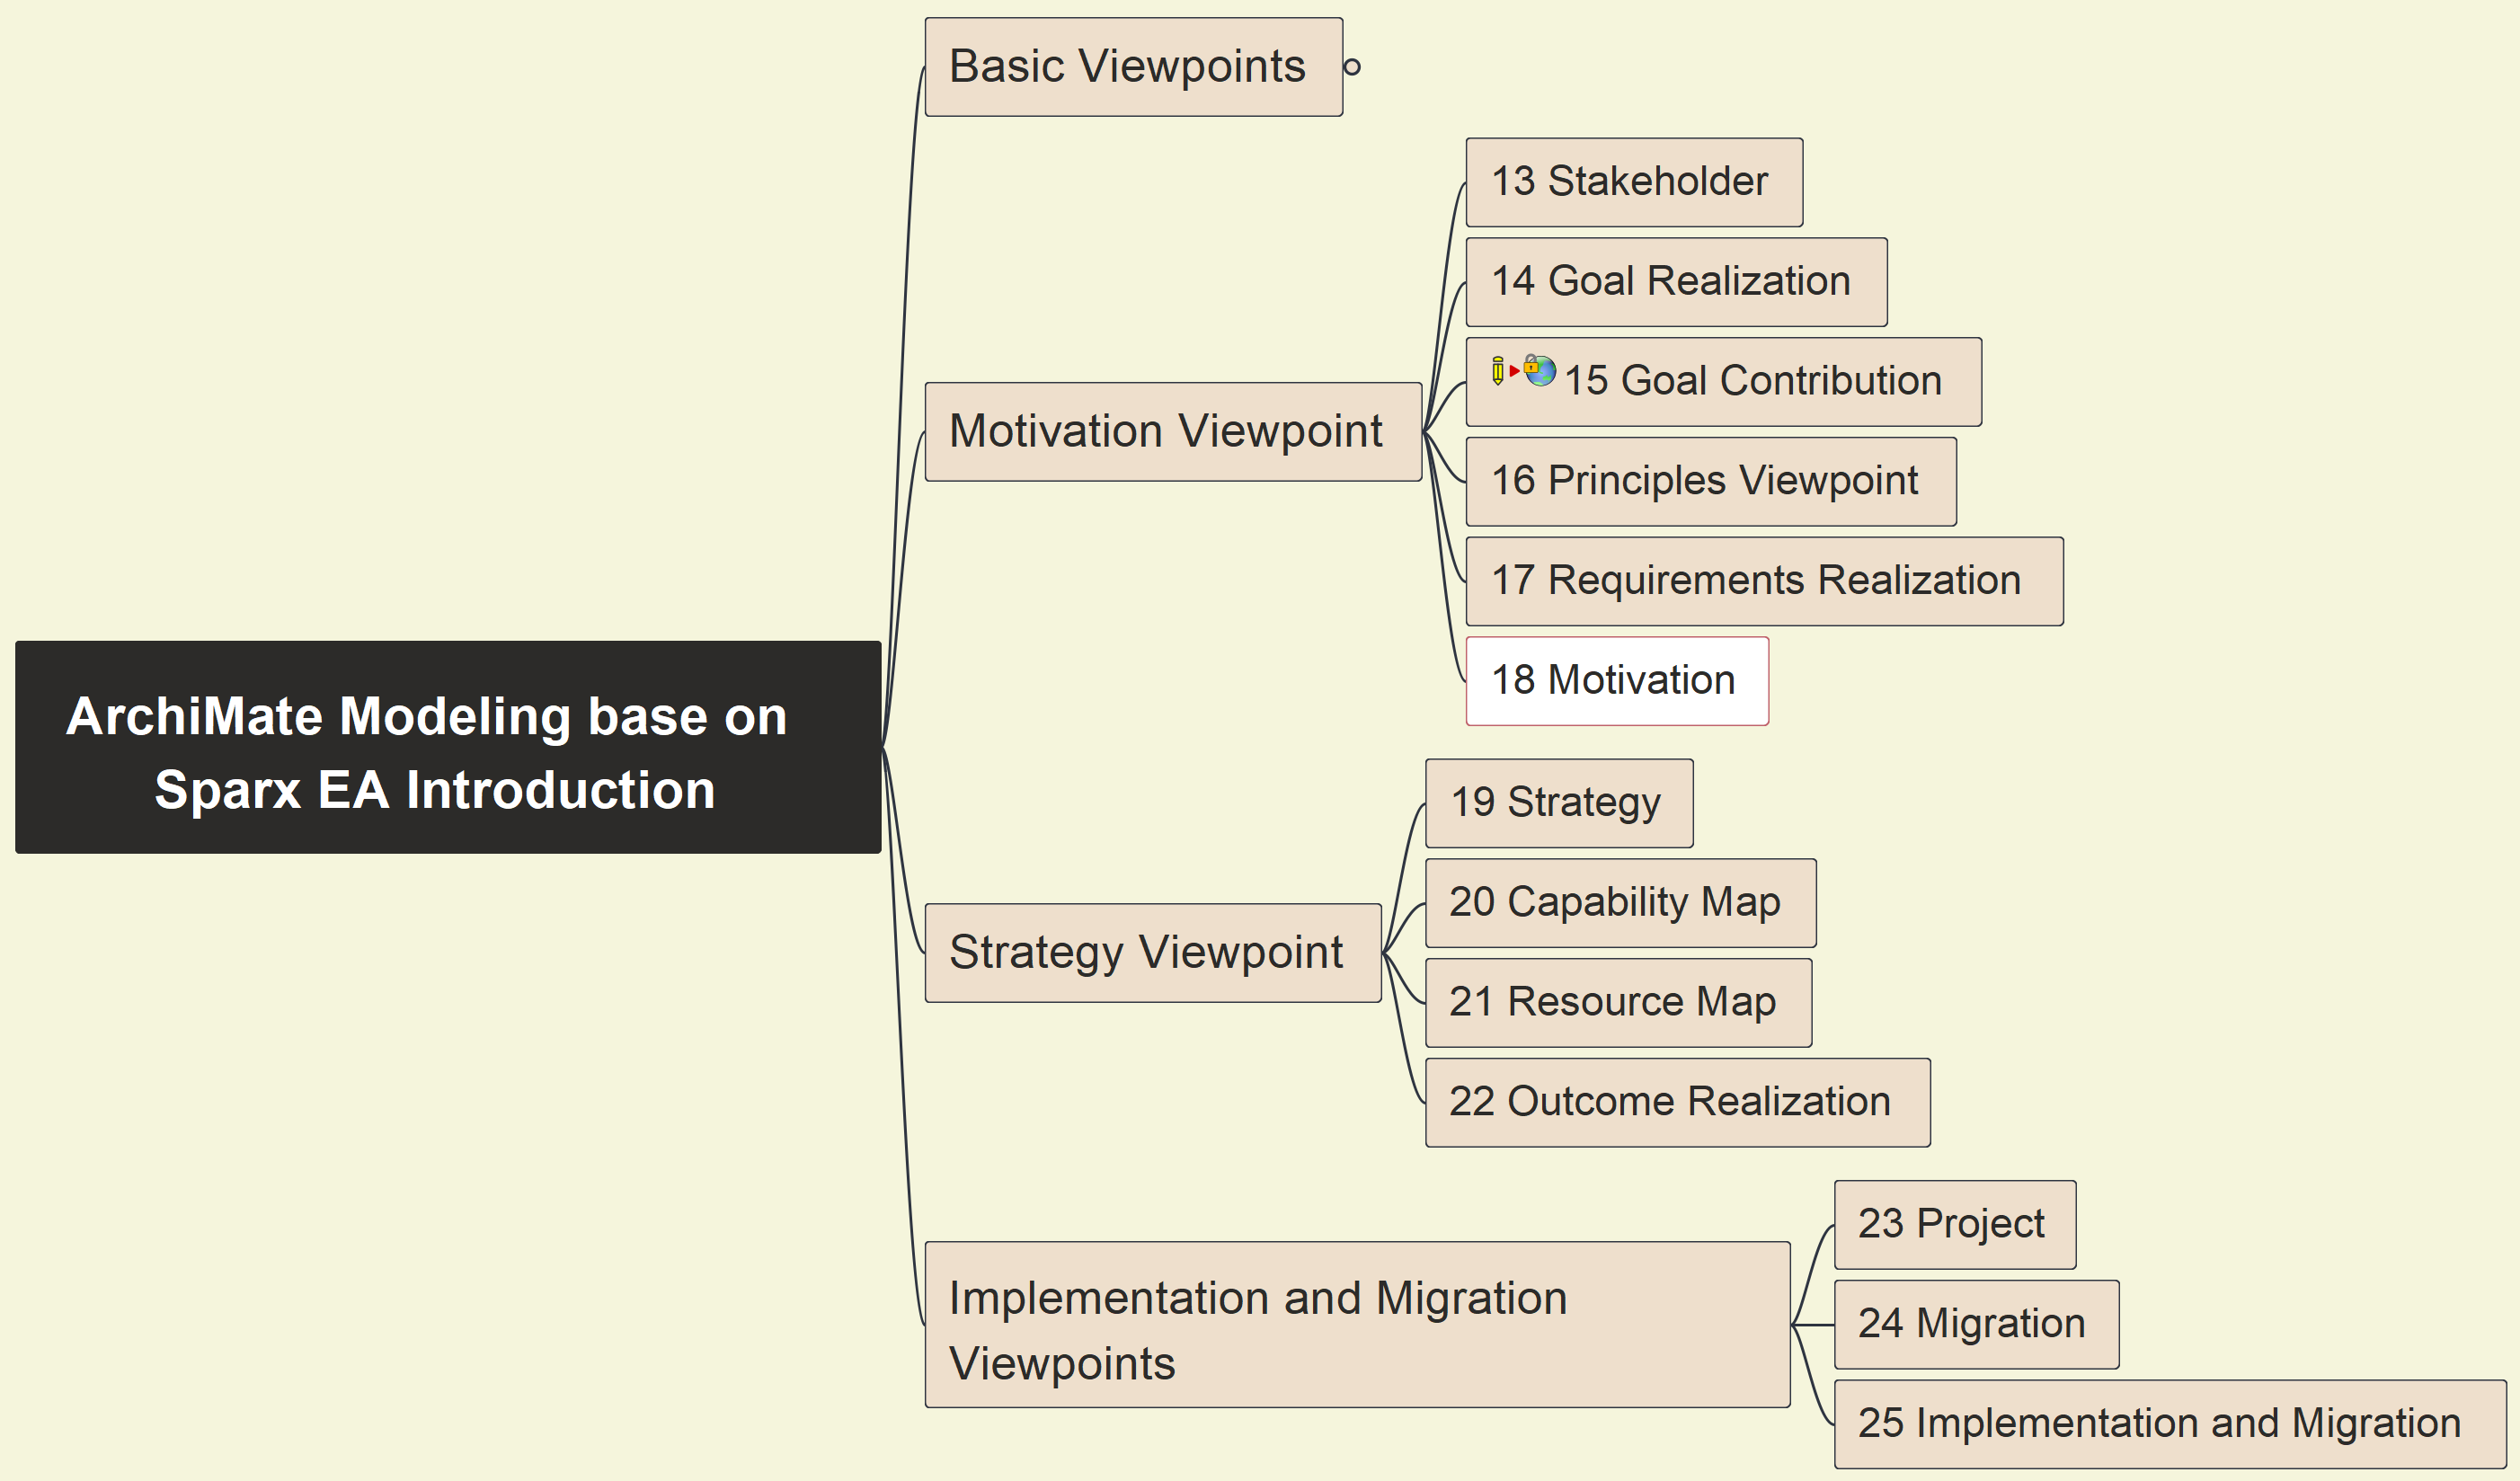 Basic Viewpoints
13 Stakeholder
14 Goal Realization
15 Goal Contribution
Motivation Viewpoint
16 Principles Viewpoint
17 Requirements Realization
18 Motivation
ArchiMate Modeling base on
Sparx EA Introduction
19 Strategy
20 Capability Map
Strategy Viewpoint
21 Resource Map
22 Outcome Realization
Implementation and Migration
Viewpoints
23 Project
24 Migration
25 Implementation and Migration